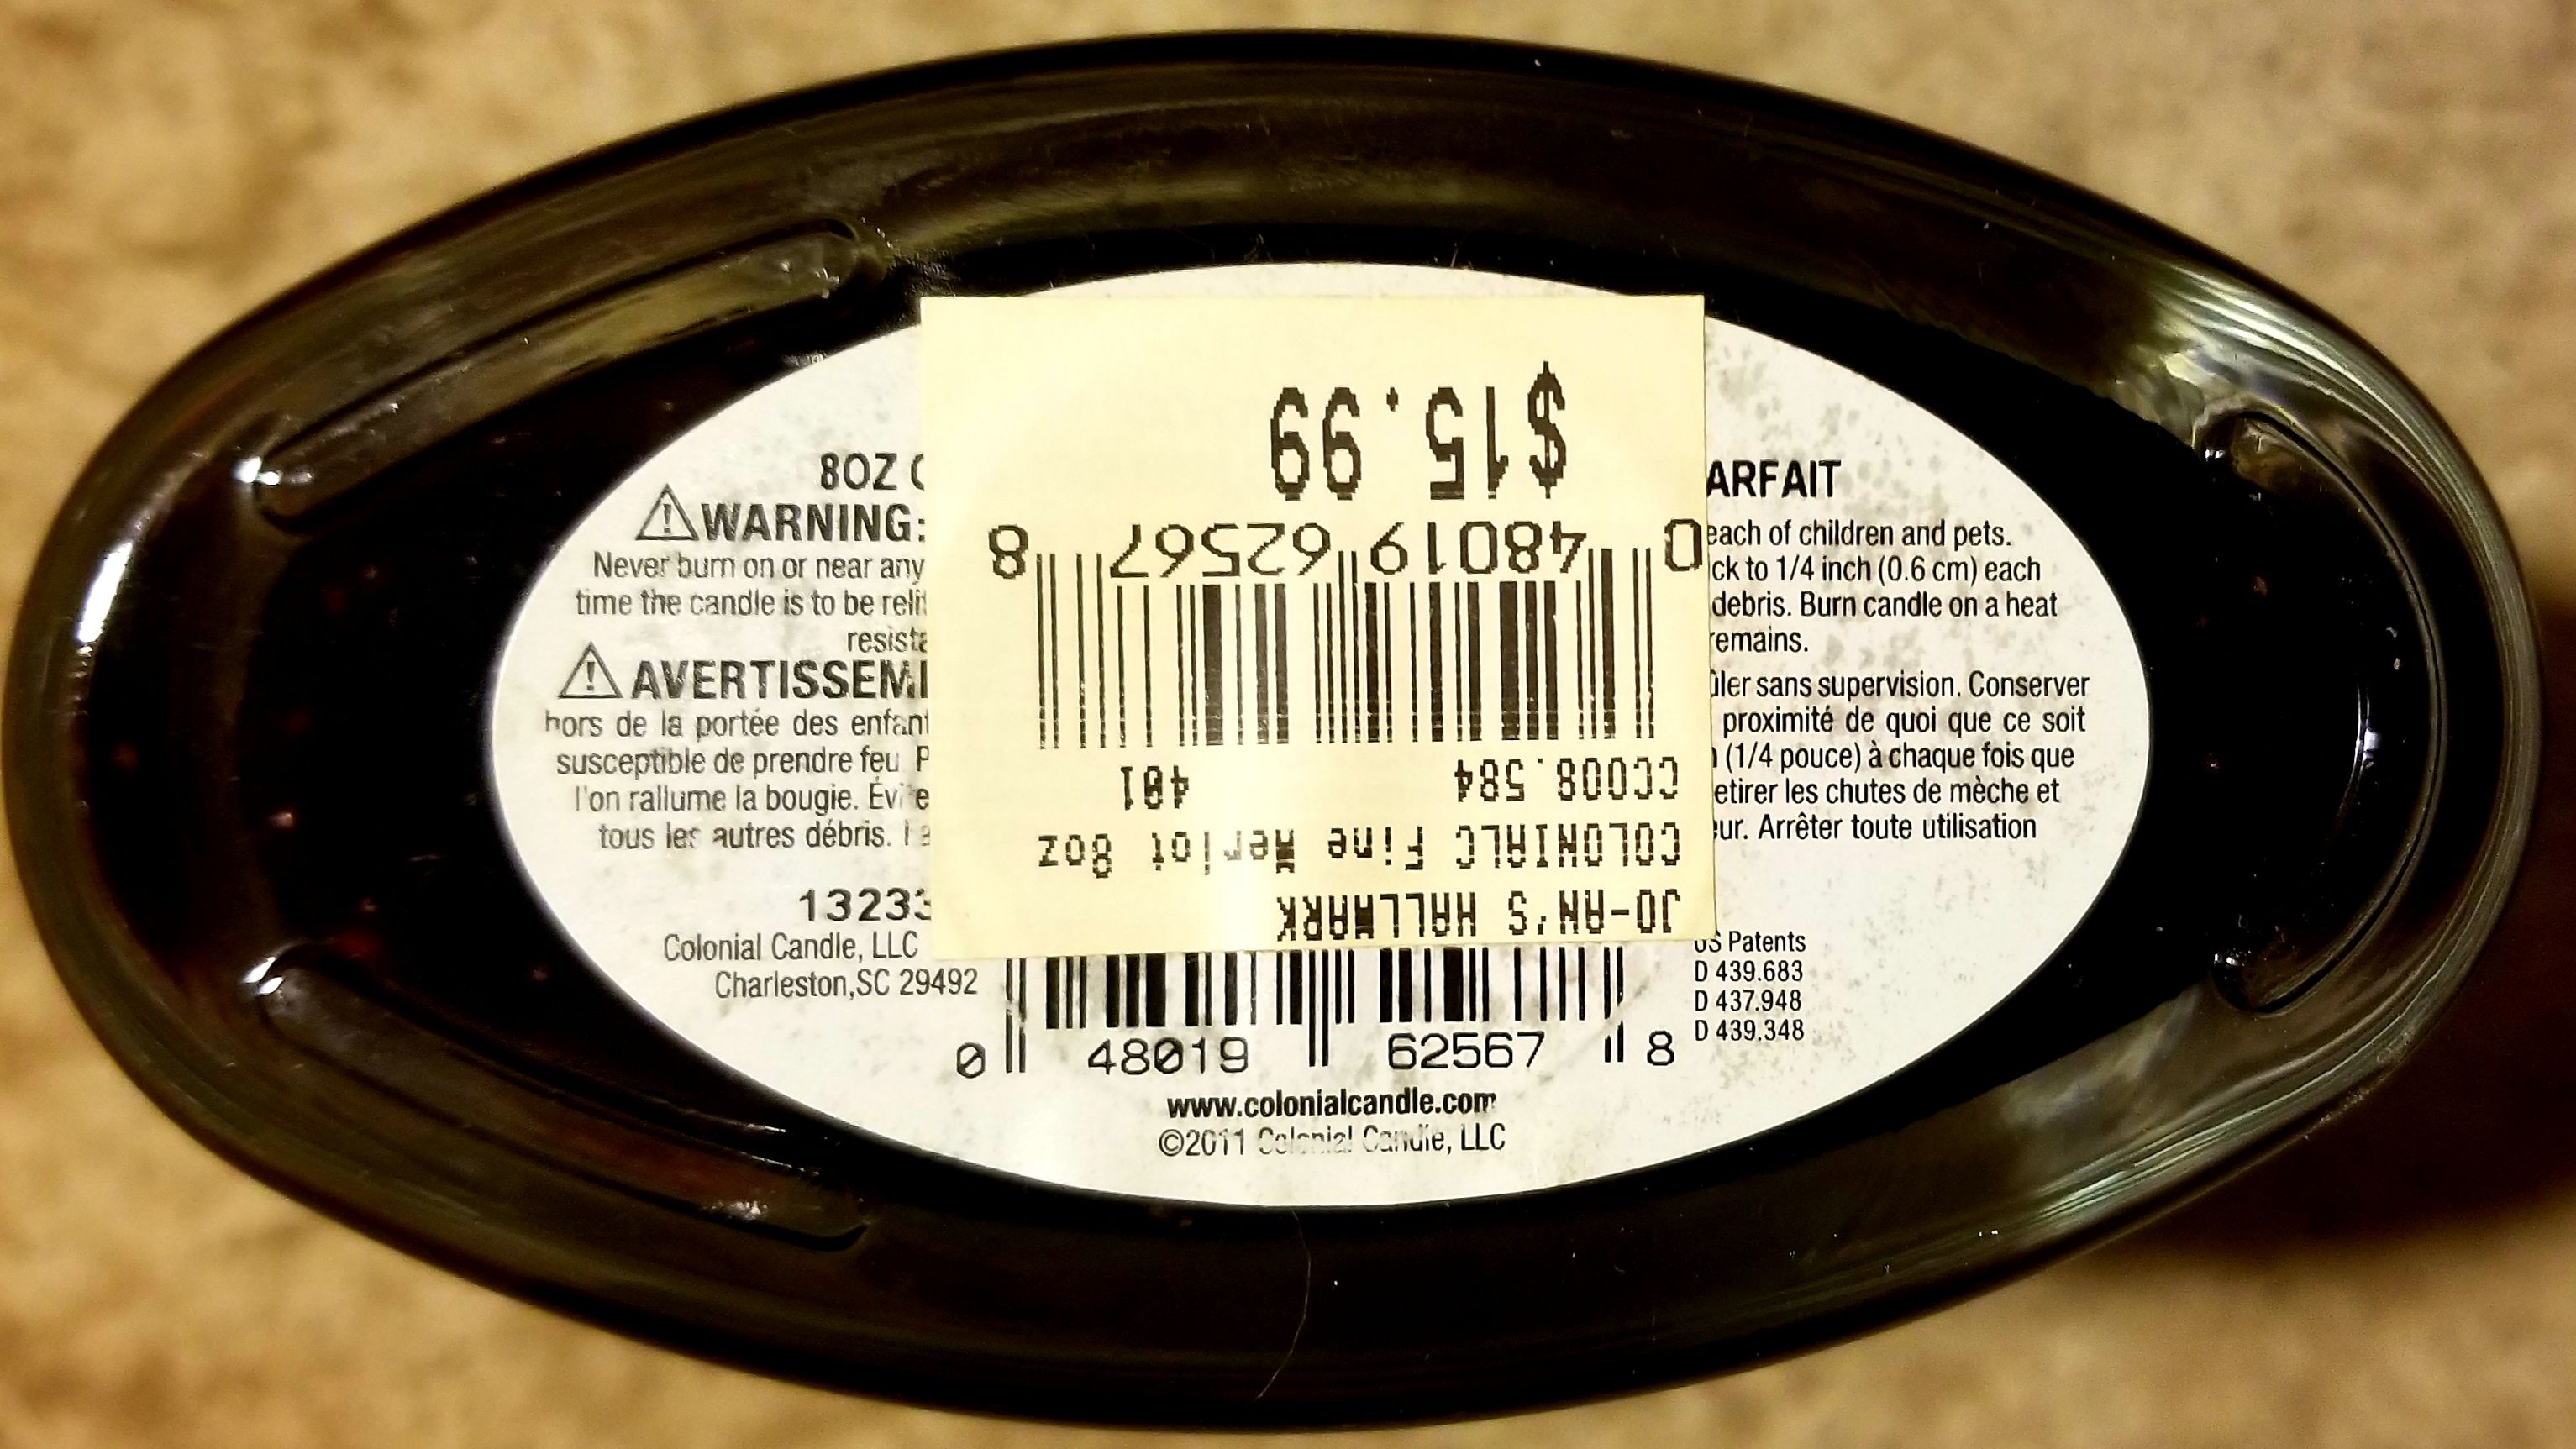 8OZ
ARFAIT
WARNING:
each of children and pets.
Never burn on or near any
ck to 1/4 inch (0.6 cm) each
time the candle is to be reli
debris. Burn candle on a heat
resista
remains.
AVERTISSEM
ûler sans supervision. Conserver
hors de la portée des enfant
proximité de quoi que ce soit
susceptible de prendre feu P
(1/4 pouce) à chaque fois que
l'on rallume la bougie. Évite
etirer les chutes de mèche et
tous les autres débris.
eur. Arrêter toute utilisation
13233
Colonial Candle, LLC
Charleston,SC 29492
US Patents
D 439.683
D 437.948
D 439.348
0 48019 62567 8
www.colonialcandle.com
©2011 Colonial Candle, LLC
JO-AN'S HALLMARK
COLONIALC Fine Merlot 8oz
CC008.584 401
0 48019 62567 8
$15.99